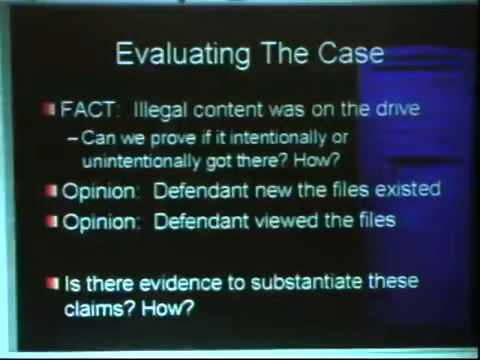 Evaluating The Case
FACT: Illegal content was on the drive
–Can we prove if it intentionally or
unintentionally got there? How?
Opinion: Defendant new the files existed
Opinion: Defendant viewed the files
Is there evidence to substantiate these
claims? How?